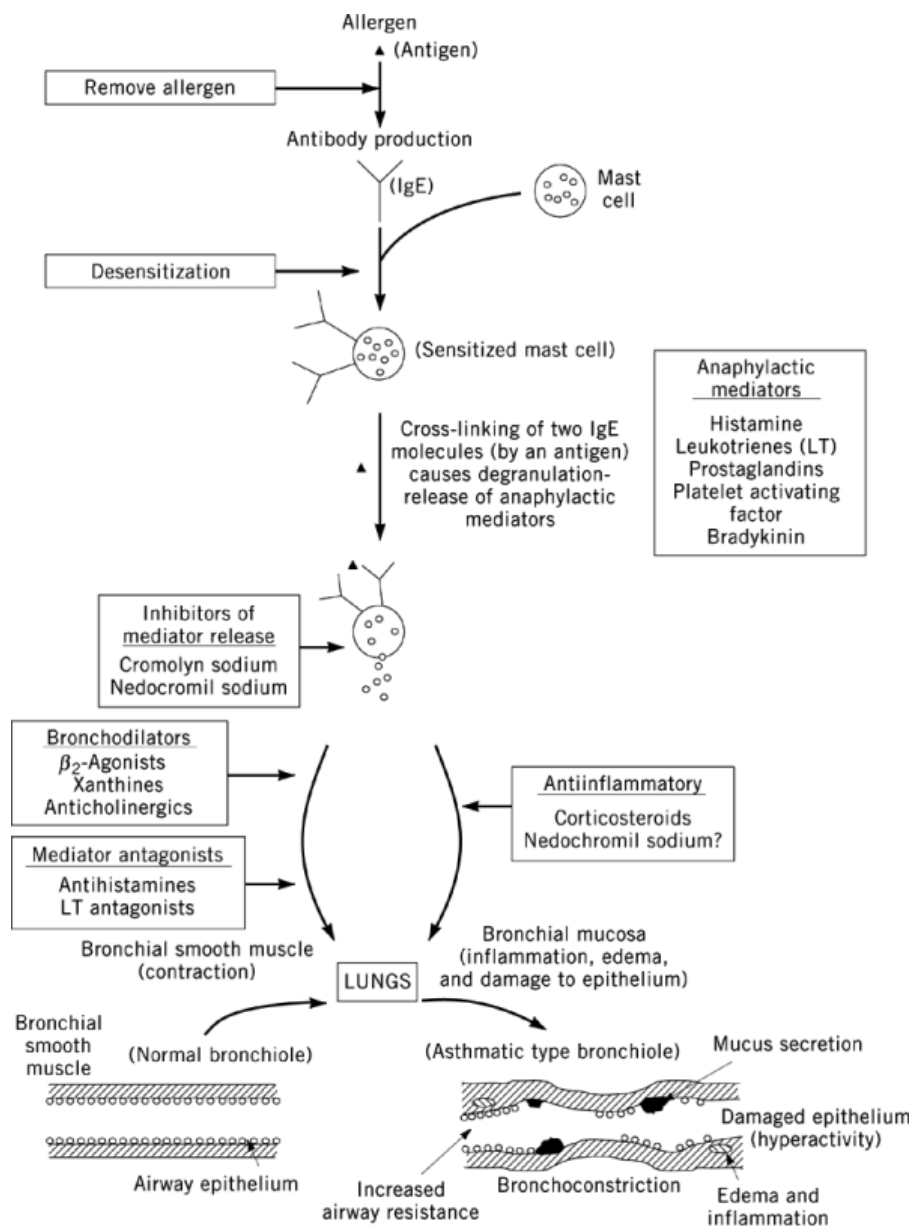 Allergen
(Antigen)
Remove allergen
Antibody production
(IgE)
Mast
cell
Desensitization
(Sensitized mast cell)
Anaphylactic
mediators
Histamine
Leukotrienes (LT)
Prostaglandins
Platelet activating
factor
Bradykinin
Cross-linking of two IgE
molecules (by an antigen)
causes degranulation-
release of anaphylactic
mediators
Inhibitors of
mediator release
Cromolyn sodium
Nedocromil sodium
Bronchodilators
β2-Agonists
Xanthines
Anticholinergics
Antiinflammatory
Corticosteroids
Nedochromil sodium?
Mediator antagonists
Antihistamines
LT antagonists
Bronchial smooth muscle
(contraction)
Bronchial mucosa
(inflammation, edema,
and damage to epithelium)
LUNGS
Bronchial
smooth
muscle
(Normal bronchiole)
(Asthmatic type bronchiole)
Mucus secretion
Damaged epithelium
(hyperactivity)
Airway epithelium
Increased
airway resistance
Bronchoconstriction
Edema and
inflammation